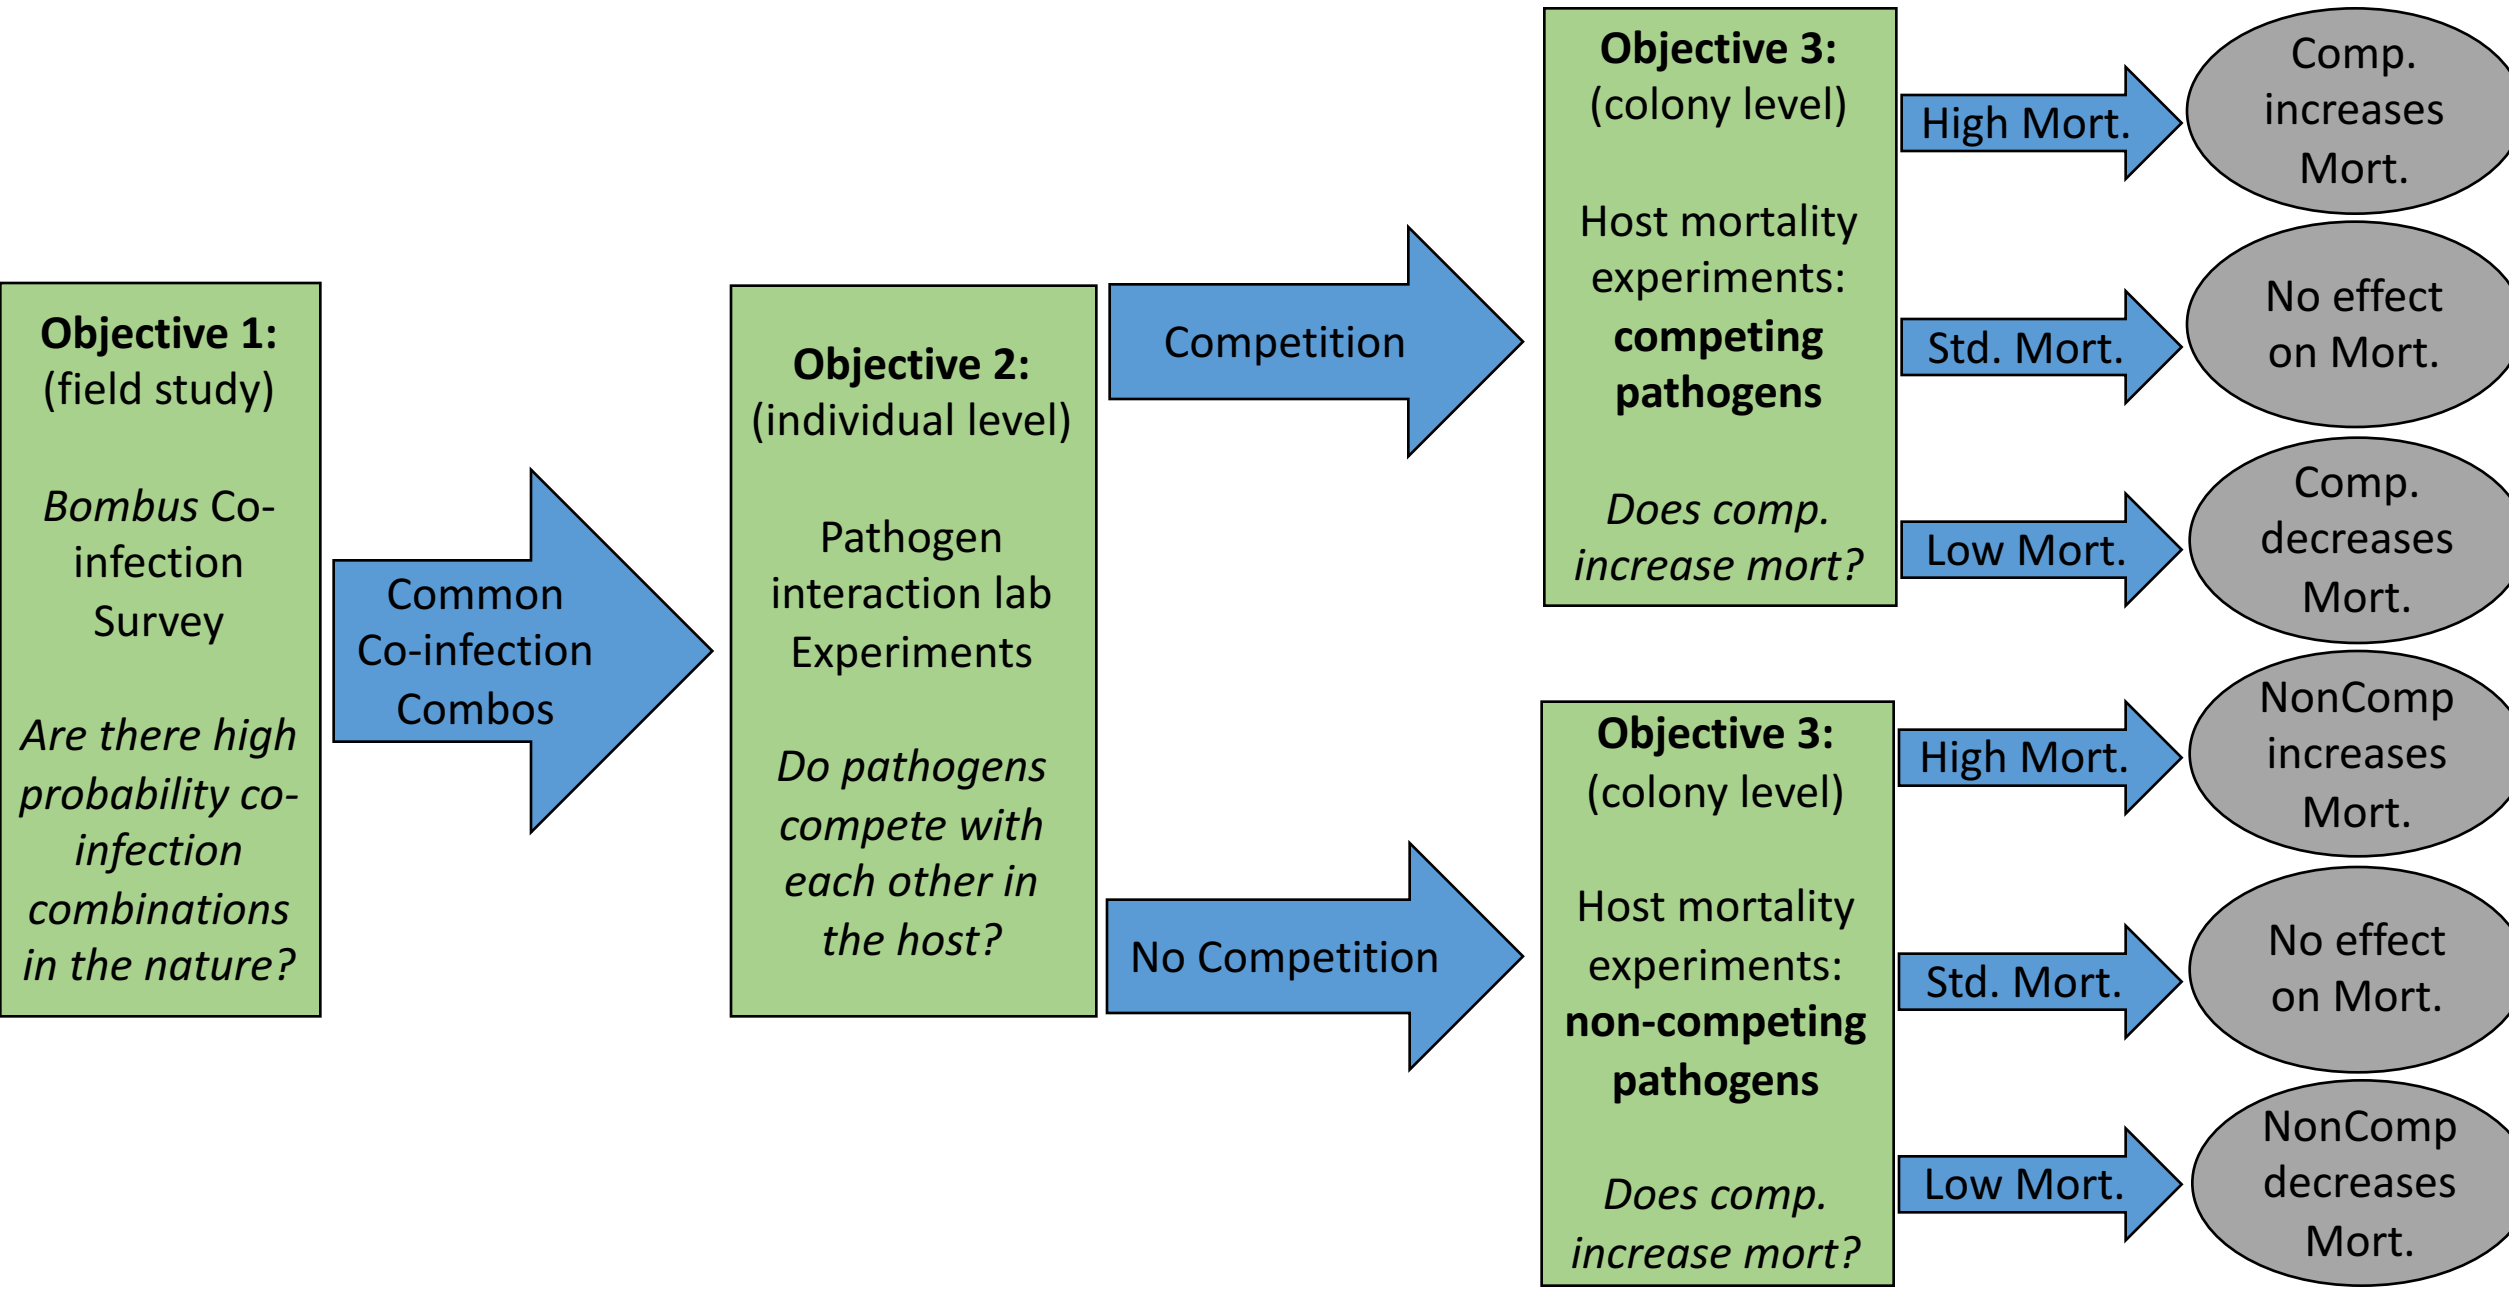 Objective 1:
(field study)
Bombus Co-
infection
Survey
Are there high
probability co-
infection
combinations
in the nature?
Common
Co-infection
Combos
Objective 2:
(individual level)
Pathogen
interaction lab
Experiments
Do pathogens
compete with
each other in
the host?
Competition
No Competition
Objective 3:
(colony level)
Host mortality
experiments:
competing
pathogens
Does comp.
increase mort?
High Mort.
Std. Mort.
Low Mort.
Comp.
increases
Mort.
No effect
on Mort.
Comp.
decreases
Mort.
Objective 3:
(colony level)
Host mortality
experiments:
non-competing
pathogens
Does comp.
increase mort?
High Mort.
Std. Mort.
Low Mort.
NonComp
increases
Mort.
No effect
on Mort.
NonComp
decreases
Mort.